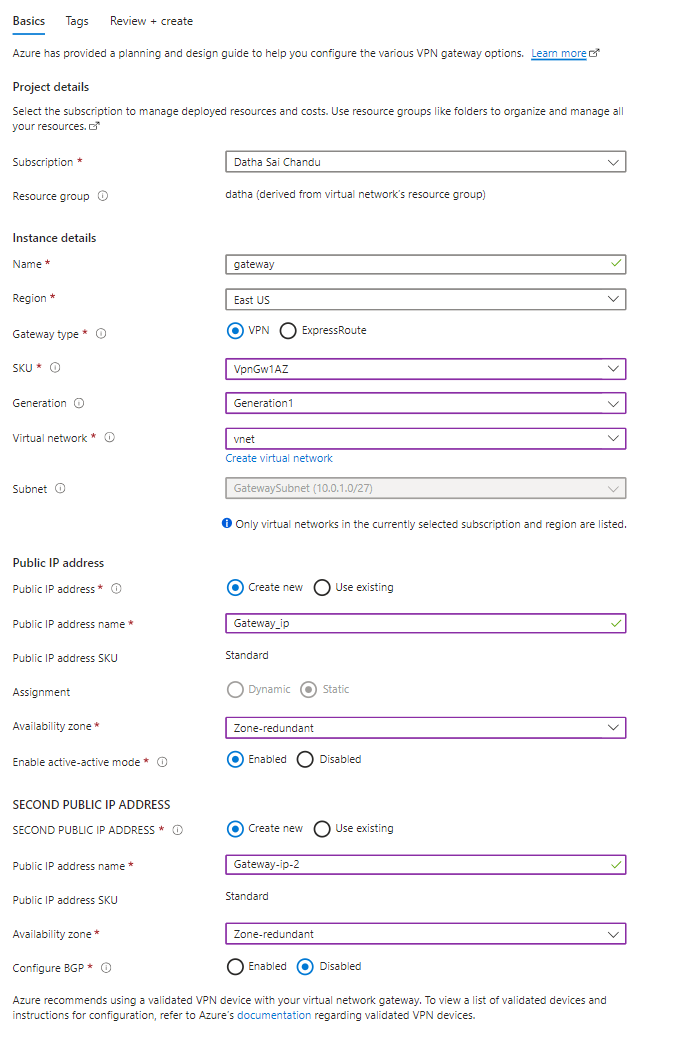 Basics Tags Review + create
Azure has provided a planning and design guide to help you configure the various VPN gateway options. Learn more
Project details
Select the subscription to manage deployed resources and costs. Use resource groups like folders to organize and manage all
your resources.
Subscription * Datha Sai Chandu
Resource group datha (derived from virtual network's resource group)
Instance details
Name * gateway
Region * East US
Gateway type * VPN ExpressRoute
SKU * VpnGw1AZ
Generation Generation1
Virtual network * vnet
Create virtual network
Subnet GatewaySubnet (10.0.1.0/27)
Only virtual networks in the currently selected subscription and region are listed.
Public IP address
Public IP address * Create new Use existing
Public IP address name * Gateway_ip
Public IP address SKU Standard
Assignment Dynamic Static
Availability zone * Zone-redundant
Enable active-active mode * Enabled Disabled
SECOND PUBLIC IP ADDRESS
SECOND PUBLIC IP ADDRESS * Create new Use existing
Public IP address name * Gateway-ip-2
Public IP address SKU Standard
Availability zone * Zone-redundant
Configure BGP * Enabled Disabled
Azure recommends using a validated VPN device with your virtual network gateway. To view a list of validated devices and
instructions for configuration, refer to Azure's documentation regarding validated VPN devices.